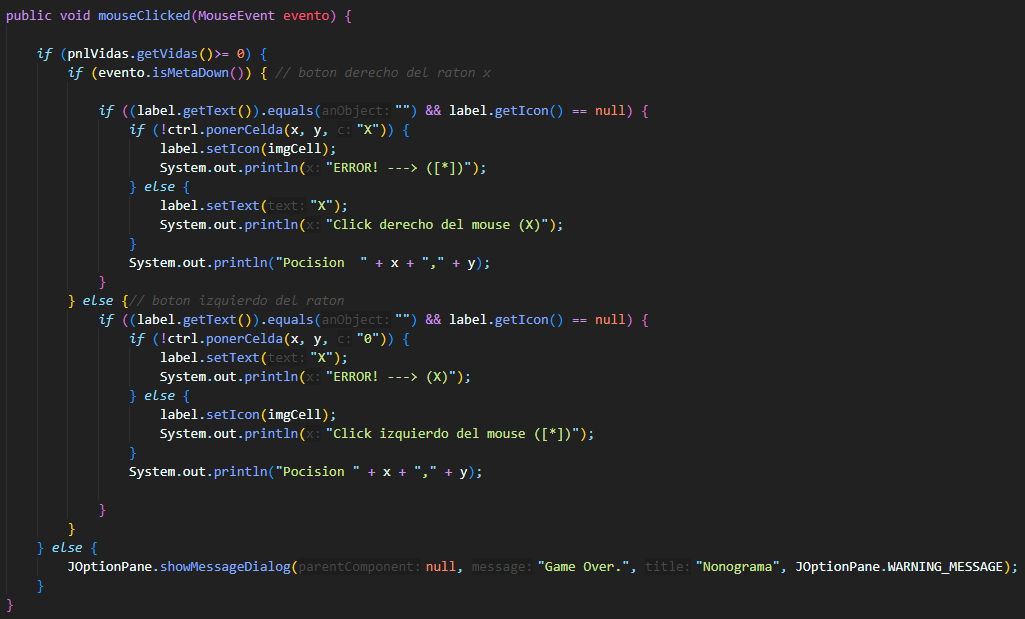 public void mouseClicked(MouseEvent evento) {
if (pnlVidas.getVidas()>= 0) {
if (evento.isMetaDown()) { // boton derecho del raton x
if ((label.getText()).equals(anObject: "") && label.getIcon() == null) {
if (!ctrl.ponerCelda(x, y, c: "X")) {
label.setIcon(imgCell);
System.out.println(x: "ERROR! ---> ([*])");
} else {
label.setText(text: "X");
System.out.println(x: "Click derecho del mouse (X)");
}
System.out.println("Pocision  " + x + "," + y);
}
} else {// boton izquierdo del raton
if ((label.getText()).equals(anObject: "") && label.getIcon() == null) {
if (!ctrl.ponerCelda(x, y, c: "0")) {
label.setText(text: "X");
System.out.println(x: "ERROR! ---> (X)");
} else {
label.setIcon(imgCell);
System.out.println(x: "Click izquierdo del mouse ([*])");
}
System.out.println("Pocision " + x + "," + y);
}
}
} else {
JOptionPane.showMessageDialog(parentComponent: null, message: "Game Over.", title: "Nonograma", JOptionPane.WARNING_MESSAGE);
}
}